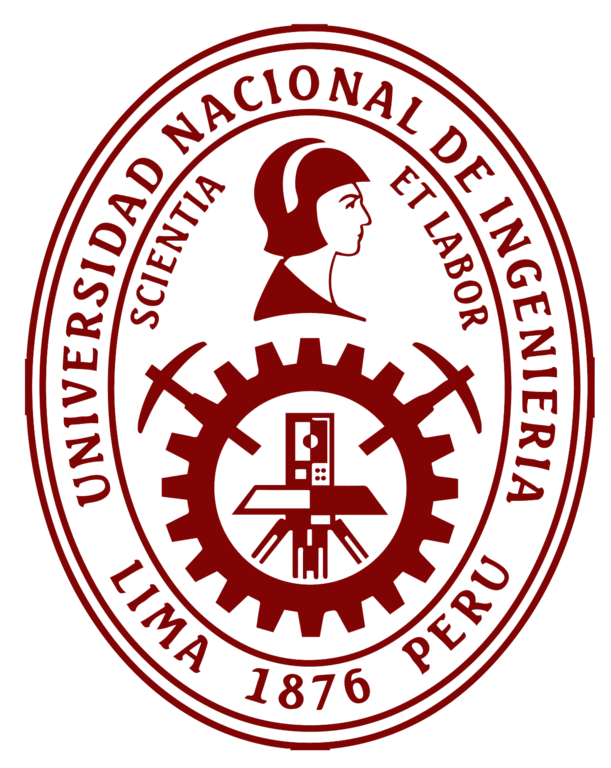 UNIVERSIDAD NACIONAL DE INGENIERIA
SCIENTIA ET LABOR
LIMA 1876 PERU